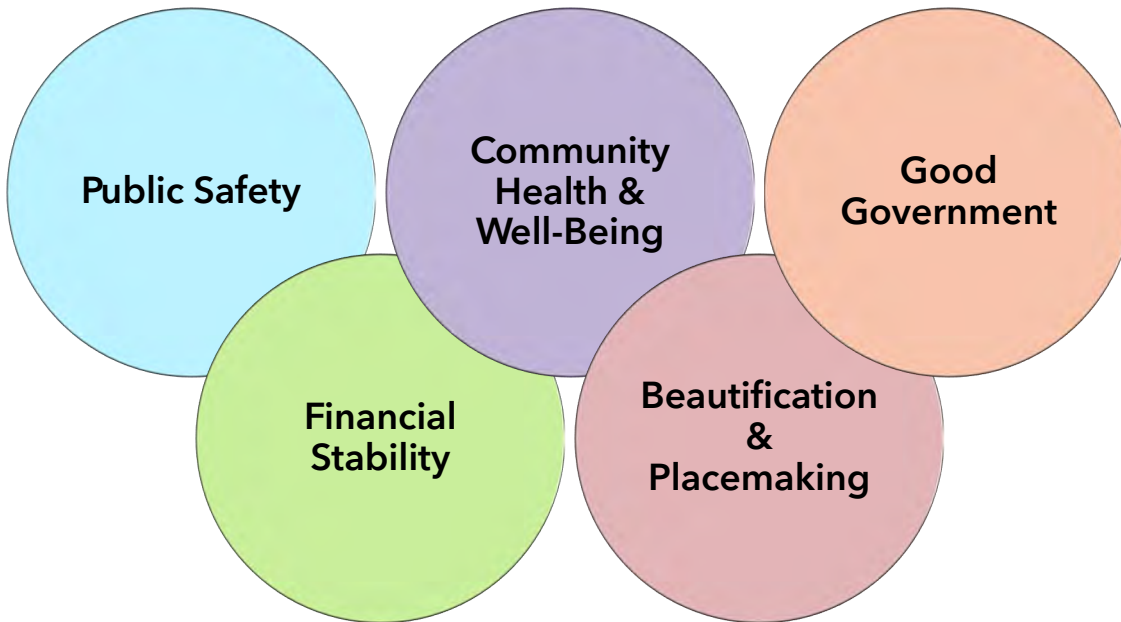 Public Safety
Community
Health &
Well-Being
Good
Government
Financial
Stability
Beautification
&
Placemaking